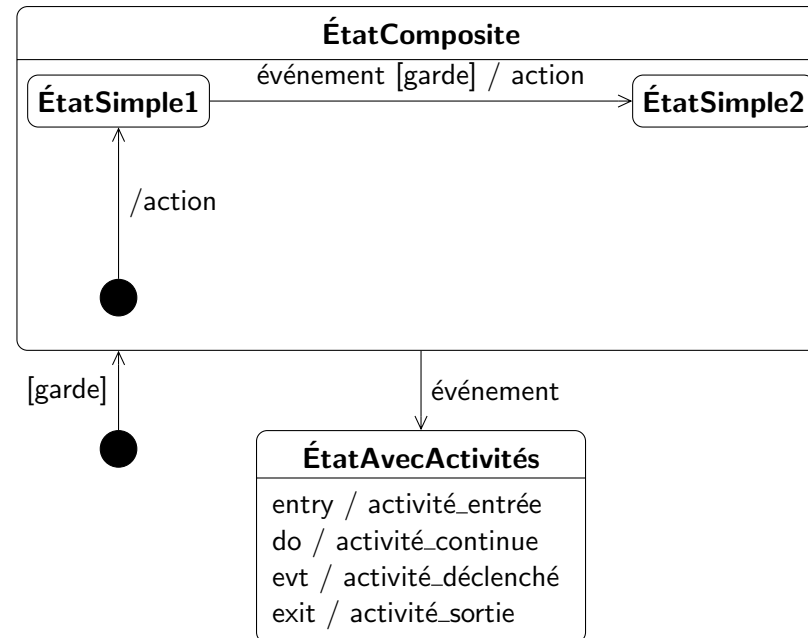 ÉtatComposite
événement [garde] / action
ÉtatSimple1
ÉtatSimple2
/action
[garde]
événement
ÉtatAvecActivités
entry / activité_entrée
do / activité_continue
evt / activité_déclenché
exit / activité_sortie